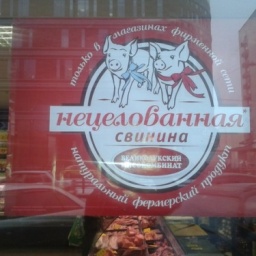 только в магазинах фирменной сети
нецелованная
свинина
натуральный фермерский продукт